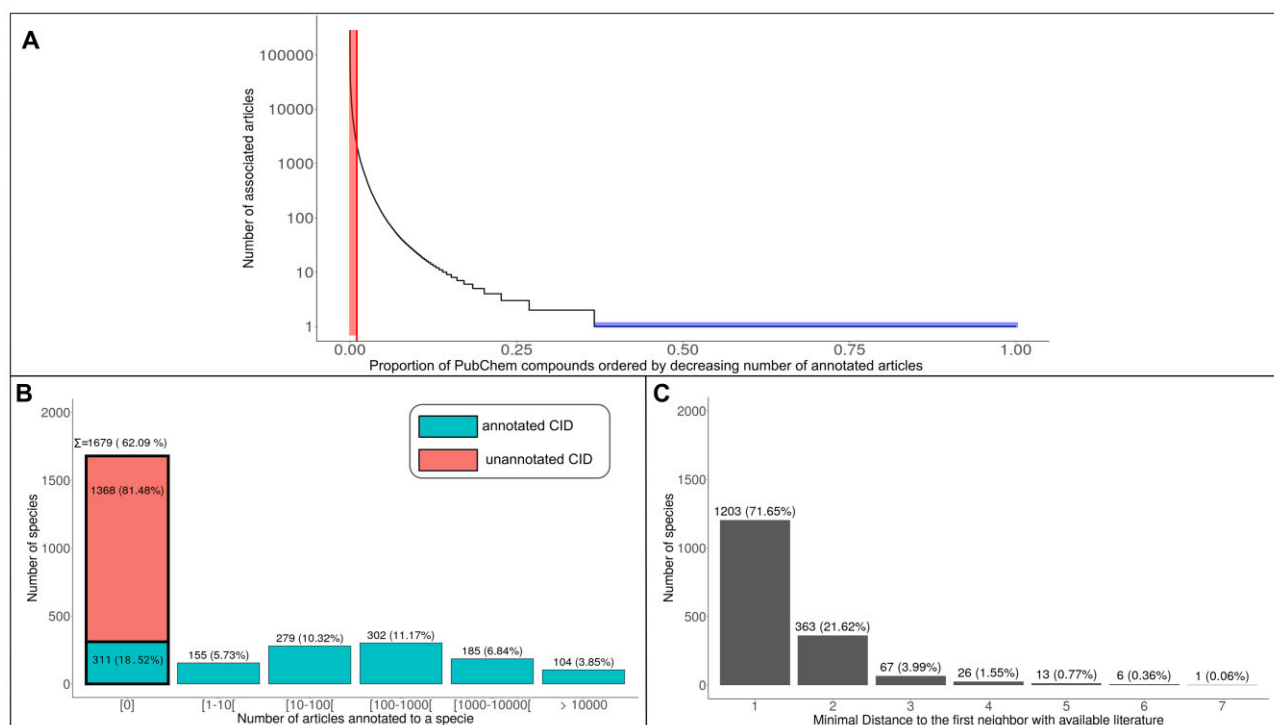 A
Number of associated articles
100000
10000
1000
100
10
1
0.00 0.25 0.50 0.75 1.00
Proportion of PubChem compounds ordered by decreasing number of annotated articles
B
Number of species
2000
1500
1000
500
0
annotated CID
unannotated CID
Σ=1679 ( 62.09 %)
1368 (81.48%)
311 (18.52%)
155 (5.73%)
279 (10.32%)
302 (11.17%)
185 (6.84%)
104 (3.85%)
[0] [1-10[ [10-100[ [100-1000[ [1000-10000[ > 10000
Number of articles annotated to a specie
C
Number of species
2000
1500
1000
500
0
1203 (71.65%)
363 (21.62%)
67 (3.99%)
26 (1.55%)
13 (0.77%)
6 (0.36%)
1 (0.06%)
1 2 3 4 5 6 7
Minimal Distance to the first neighbor with available literature